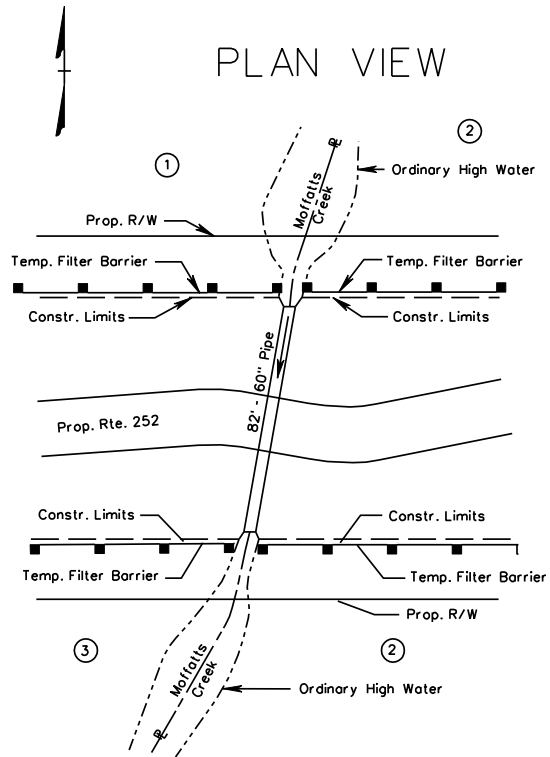 PLAN VIEW
2
1
Ordinary High Water
Moffatts
Creek
Prop. R/W
Temp. Filter Barrier
Temp. Filter Barrier
Constr. Limits
Constr. Limits
82' - 60" Pipe
Prop. Rte. 252
Constr. Limits
Constr. Limits
Temp. Filter Barrier
Temp. Filter Barrier
Prop. R/W
3
2
Moffatts
Creek
Ordinary High Water